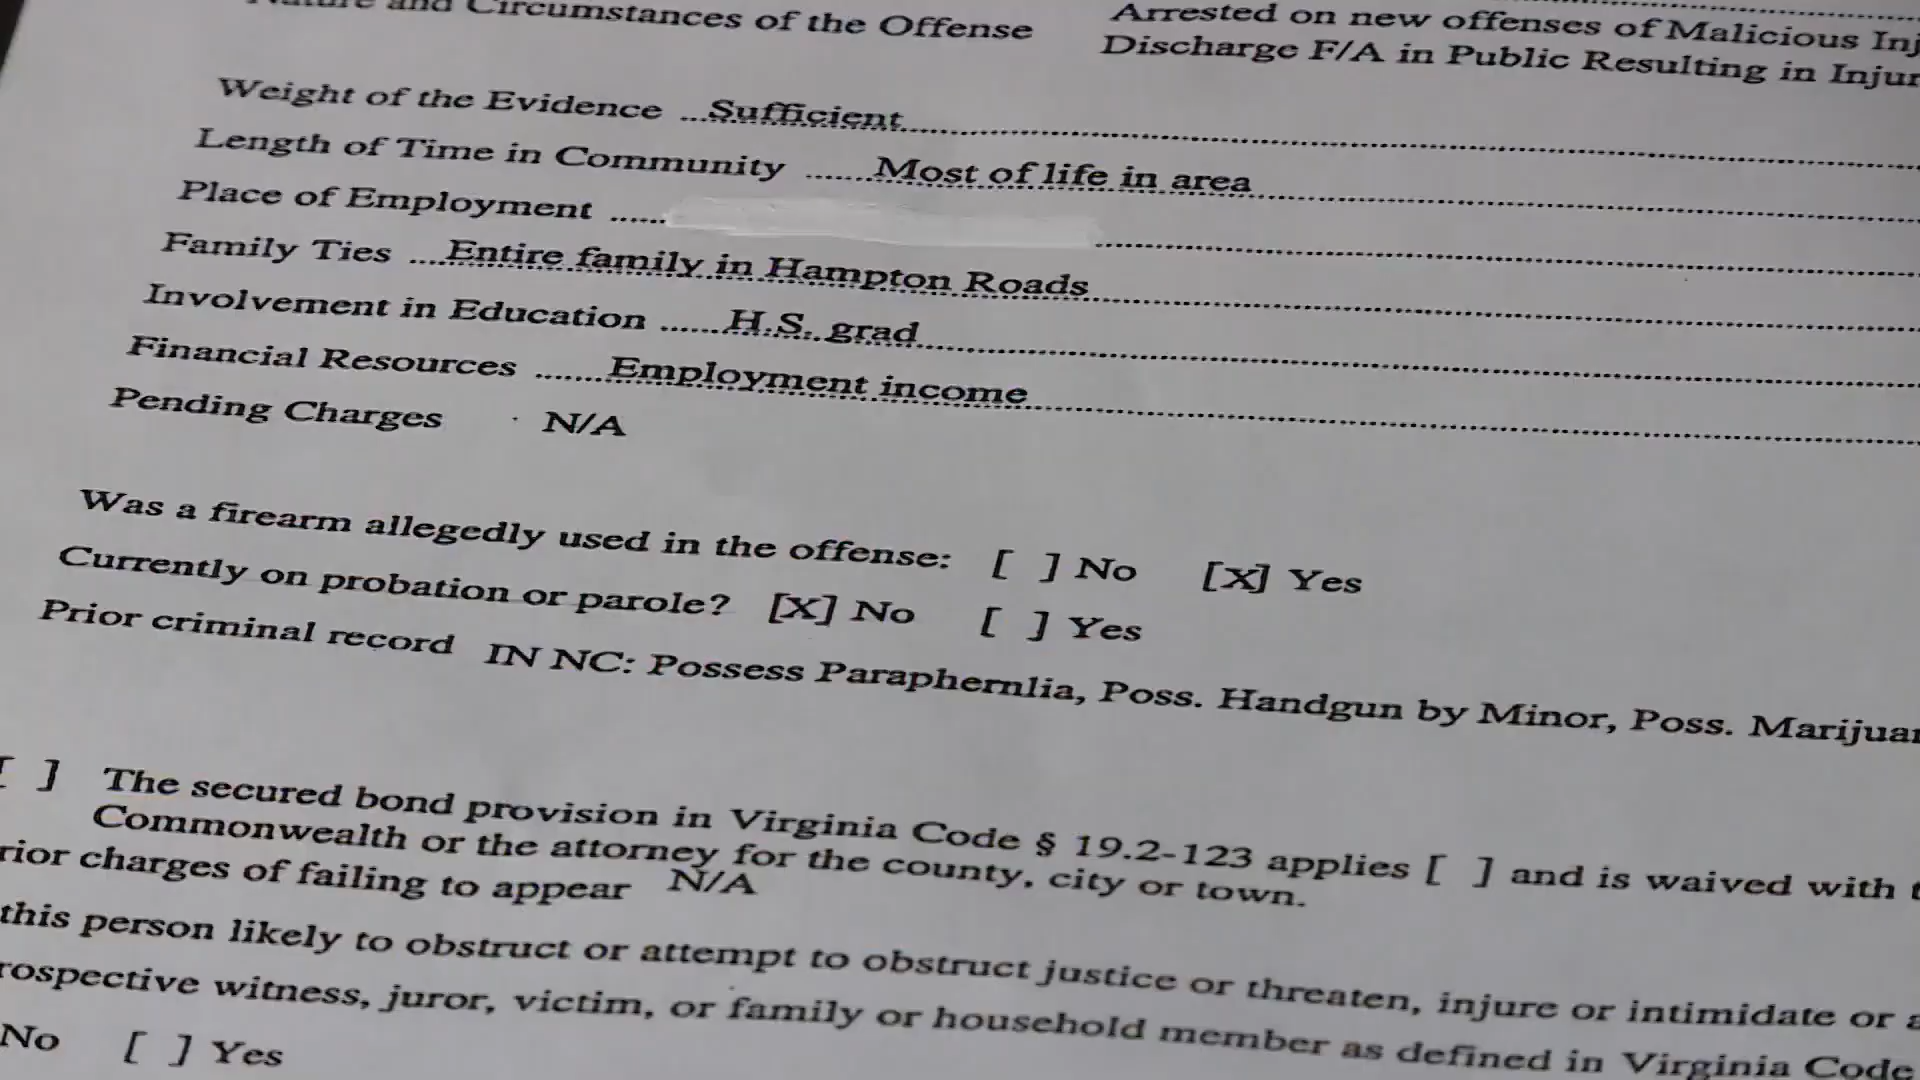 and Circumstances of the Offense
Arrested on new offenses of Malicious
Discharge F/A in Public Resulting in
Weight of the Evidence ...Sufficient
Length of Time in Community ...... Most of life in area
Place of Employment ......
Family Ties ....Entire family in Hampton Roads
Involvement in Education ......H.S. grad
Financial Resources .......Employment income
Pending Charges N/A
Was a firearm allegedly used in the offense: [ ] No [X] Yes
Currently on probation or parole? [X] No [ ] Yes
Prior criminal record IN NC: Possess Paraphernlia, Poss. Handgun by Minor, Poss.
[ ] The secured bond provision in Virginia Code § 19.2-123 applies [ ] and is waived with
Commonwealth or the attorney for the county, city or town.
charges of failing to appear N/A
this person likely to obstruct or attempt to obstruct justice or threaten, injure or intimidate or
witness, juror, victim, or family or household member as defined in Virginia Code
No [ ] Yes